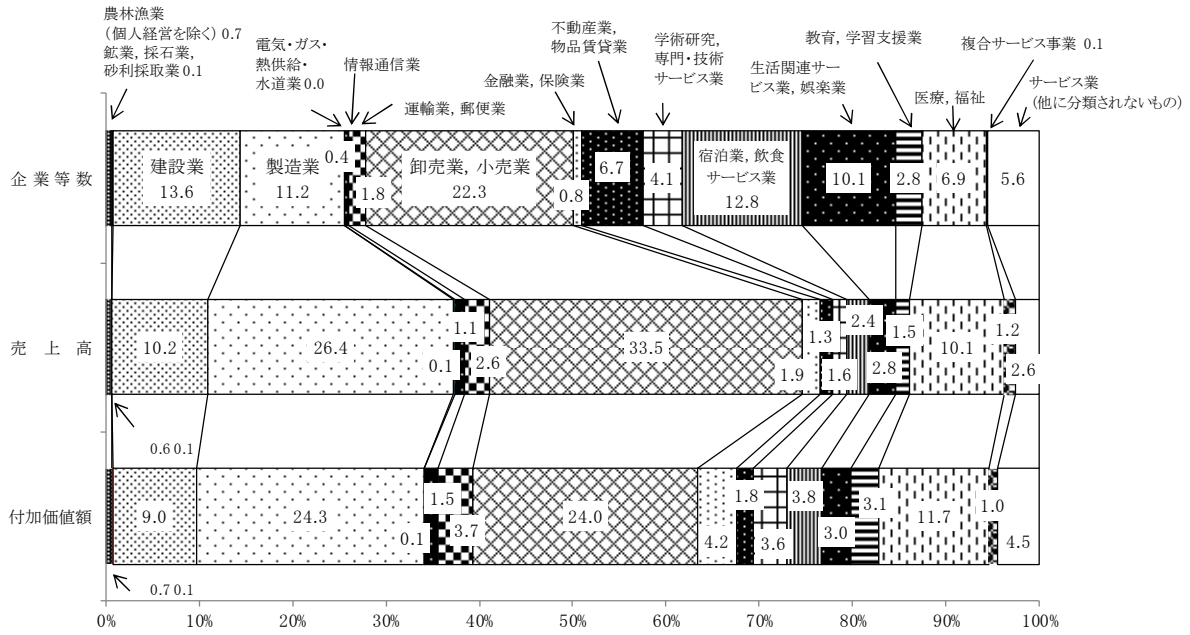 農林漁業
(個人経営を除く) 0.7
鉱業, 採石業,
砂利採取業 0.1
電気・ガス・
熱供給・
水道業 0.0
情報通信業
運輸業, 郵便業
金融業, 保険業
不動産業,
物品賃貸業
学術研究,
専門・技術
サービス業
教育, 学習支援業
生活関連サー
ビス業, 娯楽業
医療, 福祉
複合サービス事業 0.1
サービス業
(他に分類されないもの)
企業等数
建設業
13.6
製造業
11.2
0.4
1.8
卸売業, 小売業
22.3
0.8
6.7
4.1
宿泊業, 飲食
サービス業
12.8
10.1
2.8
6.9
5.6
売上高
10.2
26.4
0.1
1.1
2.6
33.5
1.9
1.3
1.6
2.4
2.8
1.5
10.1
1.2
2.6
0.6 0.1
付加価値額
9.0
24.3
0.1
1.5
3.7
24.0
4.2
1.8
3.6
3.8
3.0
3.1
11.7
1.0
4.5
0.7 0.1
0% 10% 20% 30% 40% 50% 60% 70% 80% 90% 100%